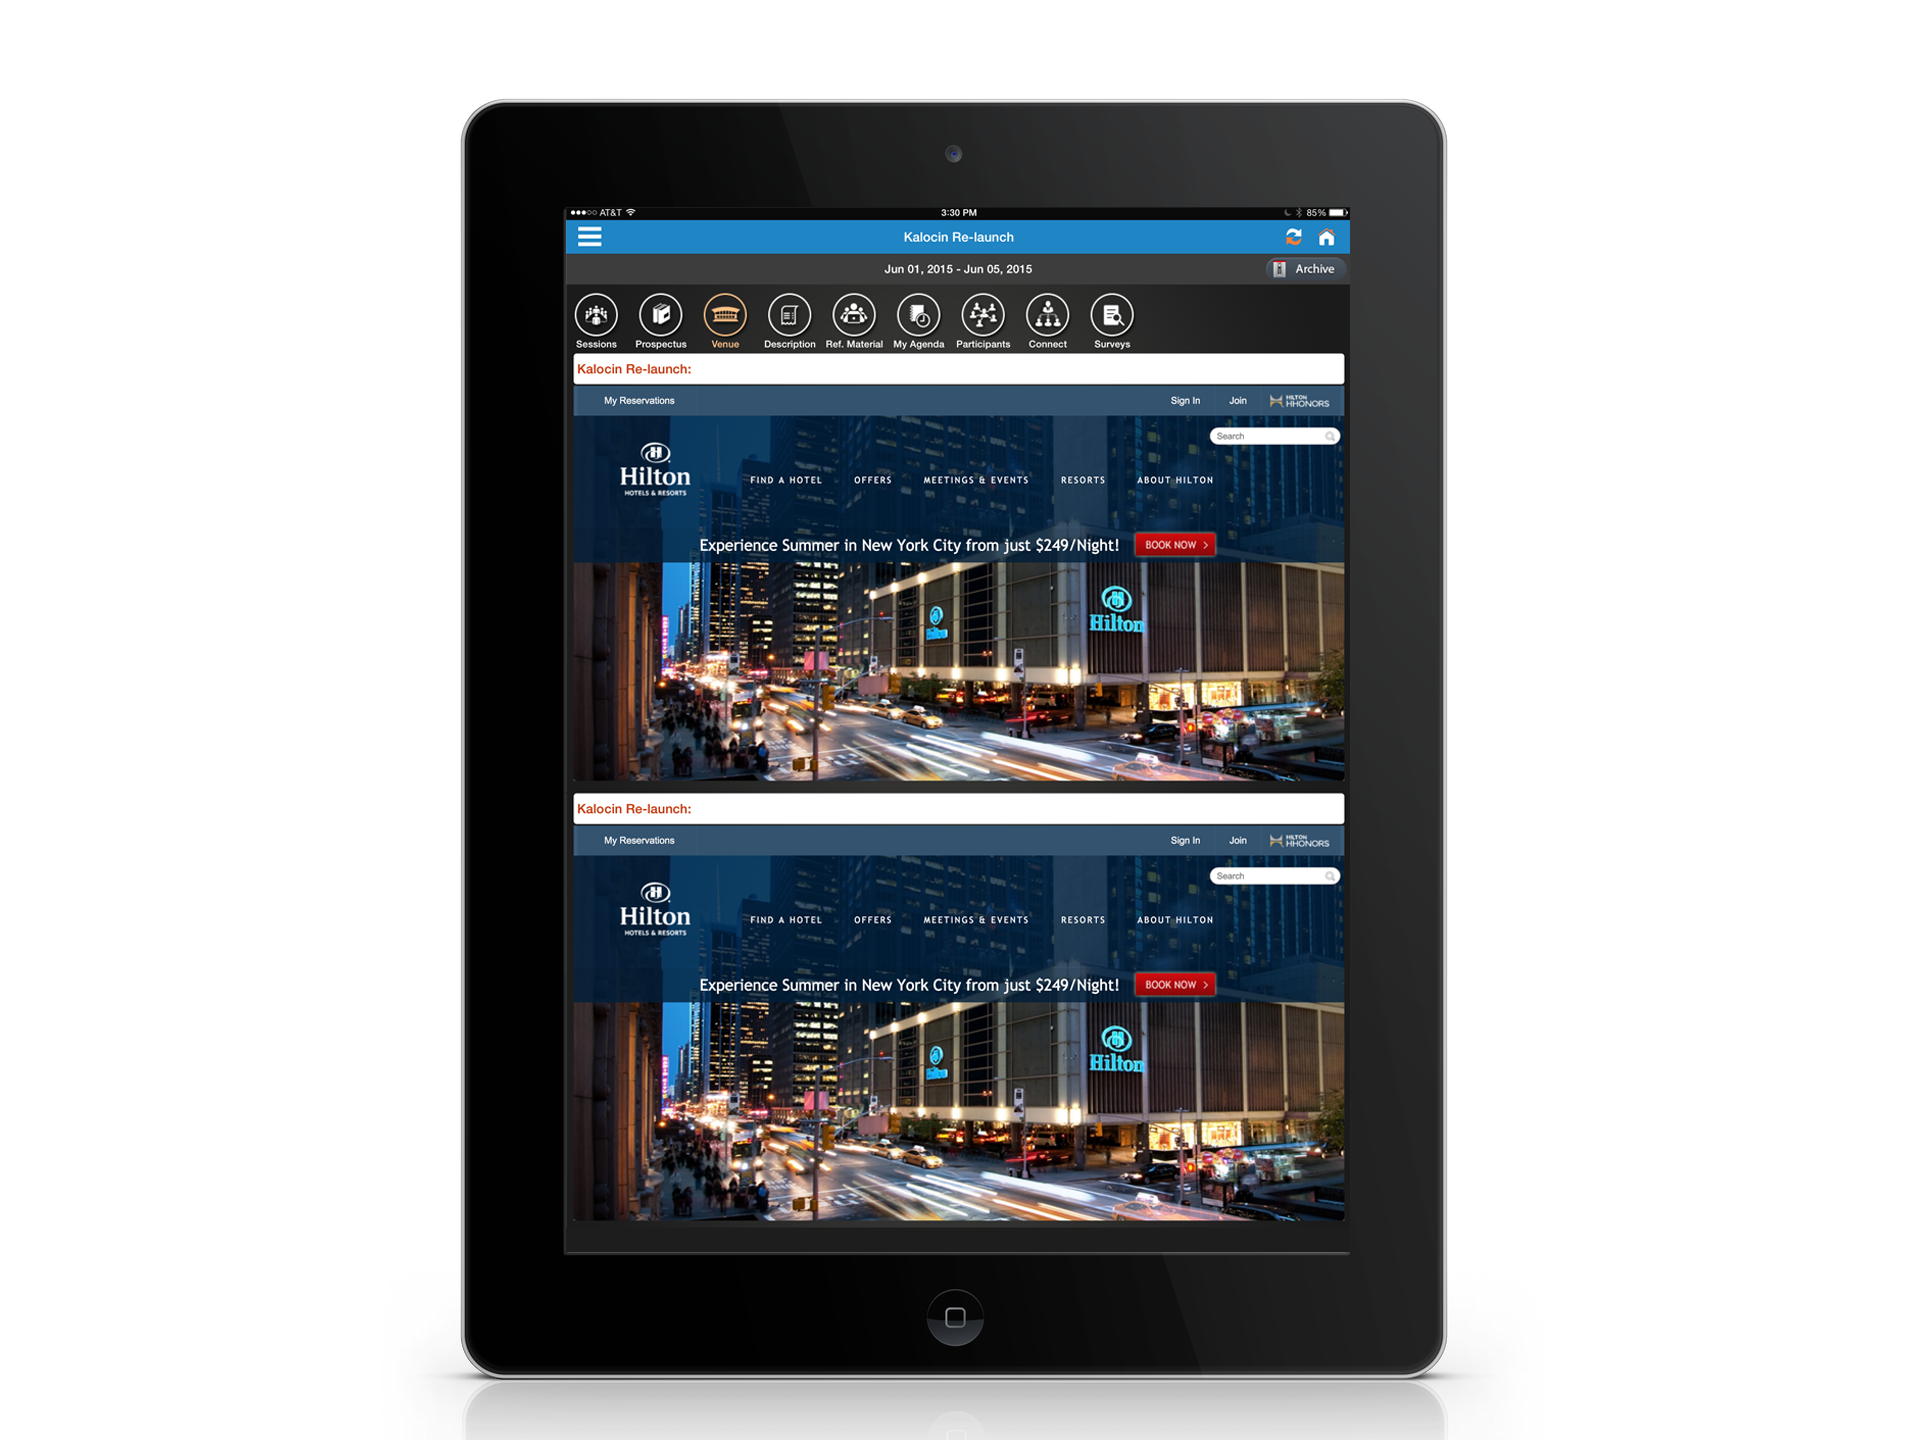 AT&T 3:30 PM 85%
Kalocin Re-launch
Jun 01, 2015 - Jun 05, 2015 Archive
Sessions Prospectus Venue Description Ref. Material My Agenda Participants Connect Surveys
Kalocin Re-launch:
My Reservations Sign In Join HILTON HHONORS
Search
Hilton
HOTELS & RESORTS
FIND A HOTEL OFFERS MEETINGS & EVENTS RESORTS ABOUT HILTON
Experience Summer in New York City from just $249/Night! BOOK NOW >
Hilton
Hilton
Kalocin Re-launch:
My Reservations Sign In Join HILTON HHONORS
Search
Hilton
HOTELS & RESORTS
FIND A HOTEL OFFERS MEETINGS & EVENTS RESORTS ABOUT HILTON
Experience Summer in New York City from just $249/Night! BOOK NOW >
Hilton
Hilton